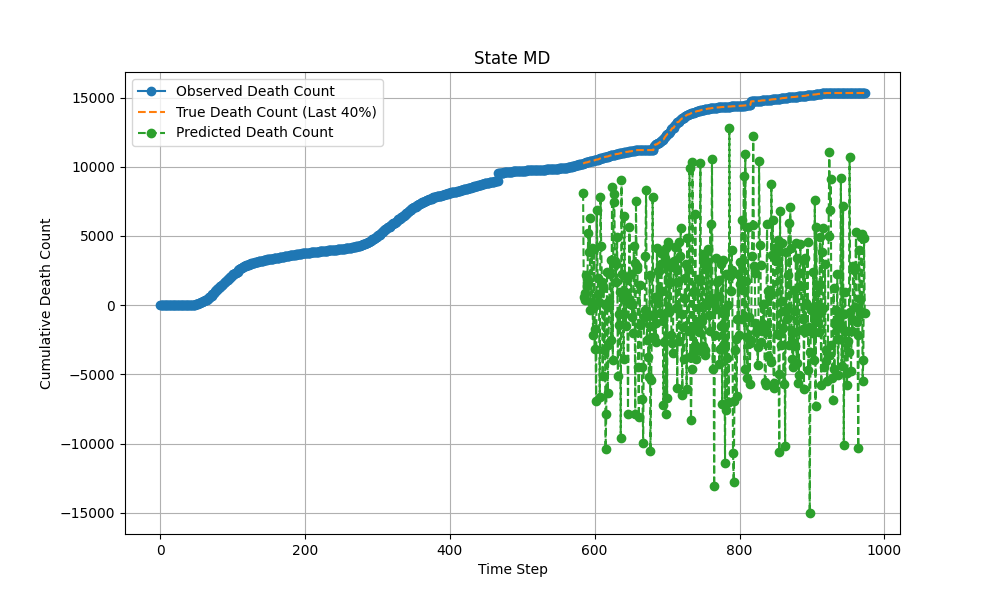 State MD
Observed Death Count
True Death Count (Last 40%)
Predicted Death Count
Cumulative Death Count
15000
10000
5000
0
−5000
−10000
−15000
0
200
400
600
800
1000
Time Step